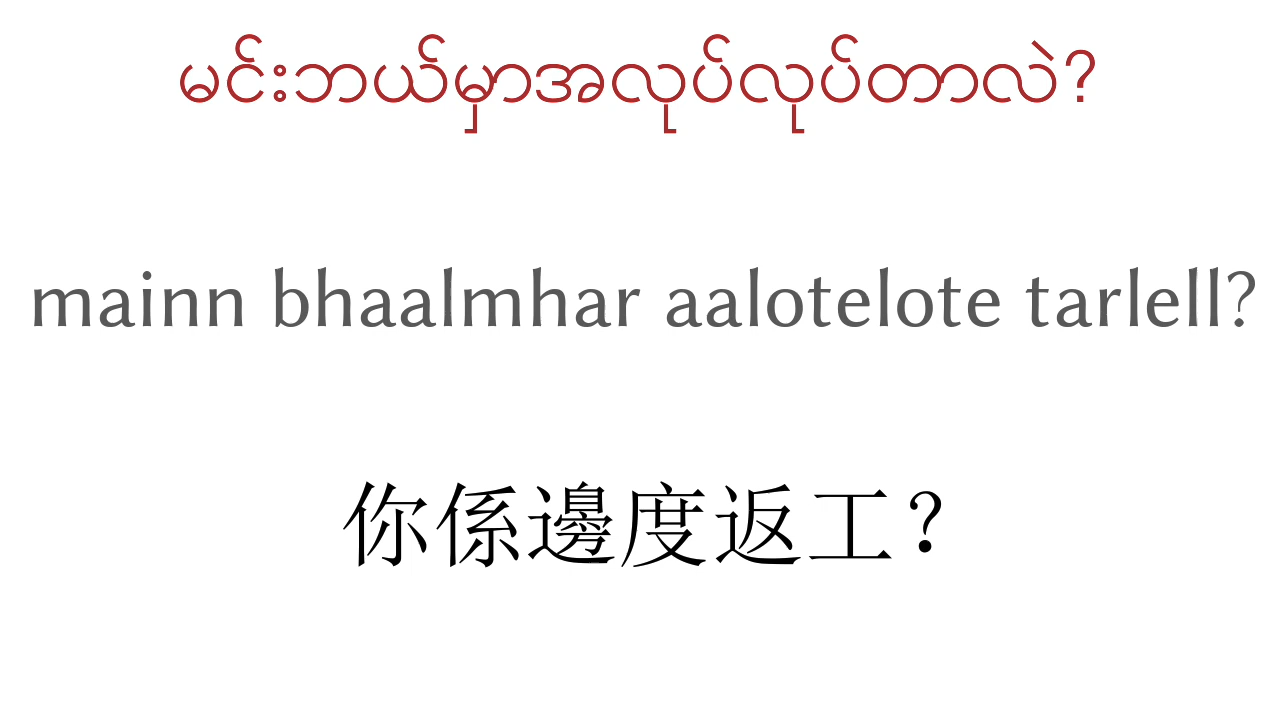 မင်းဘယ်မှာအလုပ်လုပ်တာလဲ?
mainn bhaalmhar aalotelote tarlell?
你係邊度返工？